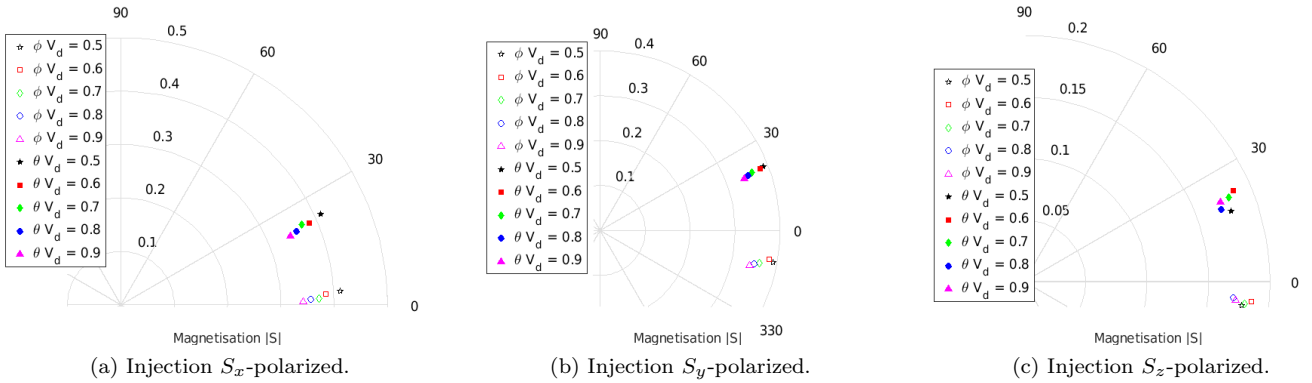 90
0.5
60
0.4
0.3
30
0.2
0.1
0
ϕ V_d = 0.5
ϕ V_d = 0.6
ϕ V_d = 0.7
ϕ V_d = 0.8
ϕ V_d = 0.9
θ V_d = 0.5
θ V_d = 0.6
θ V_d = 0.7
θ V_d = 0.8
θ V_d = 0.9
Magnetisation |S|
(a) Injection S_x-polarized.
90
0.4
60
0.3
30
0.2
0.1
0
330
ϕ V_d = 0.5
ϕ V_d = 0.6
ϕ V_d = 0.7
ϕ V_d = 0.8
ϕ V_d = 0.9
θ V_d = 0.5
θ V_d = 0.6
θ V_d = 0.7
θ V_d = 0.8
θ V_d = 0.9
Magnetisation |S|
(b) Injection S_y-polarized.
90
0.2
60
0.15
30
0.1
0.05
0
ϕ V_d = 0.5
ϕ V_d = 0.6
ϕ V_d = 0.7
ϕ V_d = 0.8
ϕ V_d = 0.9
θ V_d = 0.5
θ V_d = 0.6
θ V_d = 0.7
θ V_d = 0.8
θ V_d = 0.9
Magnetisation |S|
(c) Injection S_z-polarized.